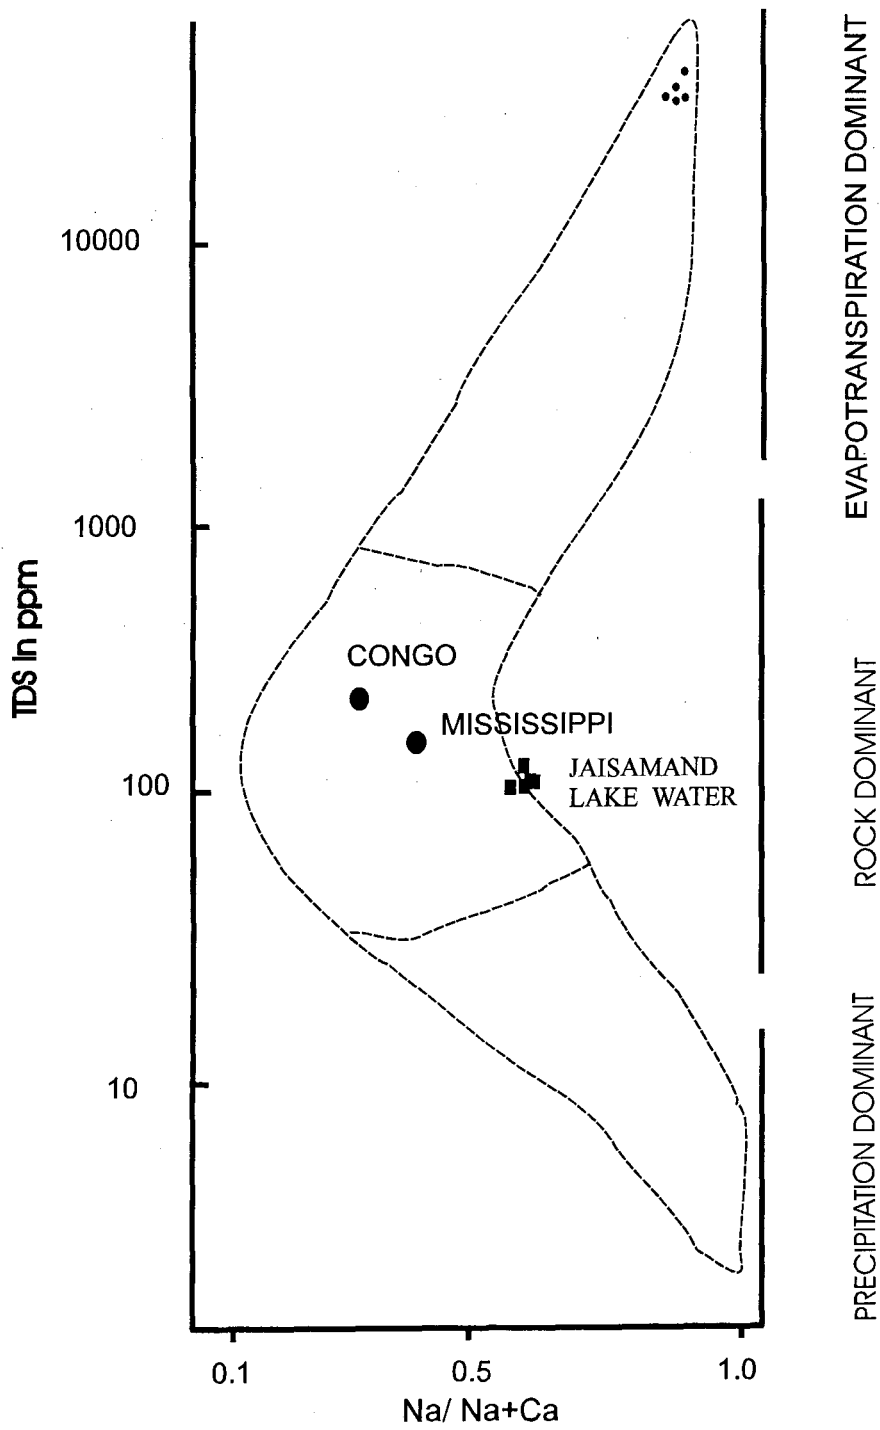 10000
1000
100
10
TDS In ppm
CONGO
MISSISSIPPI
JAISAMAND
LAKE WATER
EVAPOTRANSPIRATION DOMINANT
ROCK DOMINANT
PRECIPITATION DOMINANT
0.1
0.5
1.0
Na/ Na+Ca